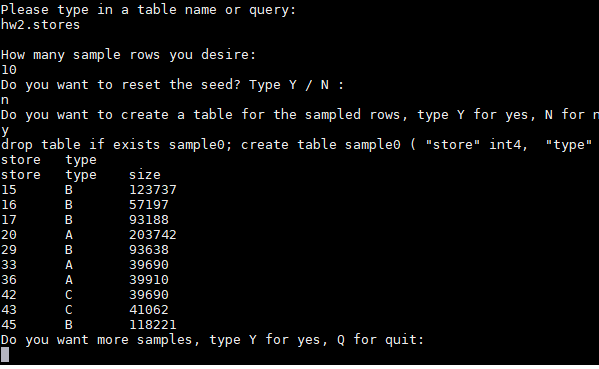 Please type in a table name or query:
hw2.stores
How many sample rows you desire:
10
Do you want to reset the seed? Type Y / N :
n
Do you want to create a table for the sampled rows, type Y for yes, N for n
y
drop table if exists sample0; create table sample0 ( "store" int4,  "type"
store   type
store   type    size
15      B       123737
16      B       57197
17      B       93188
20      A       203742
29      B       93638
33      A       39690
36      A       39910
42      C       39690
43      C       41062
45      B       118221
Do you want more samples, type Y for yes, Q for quit: